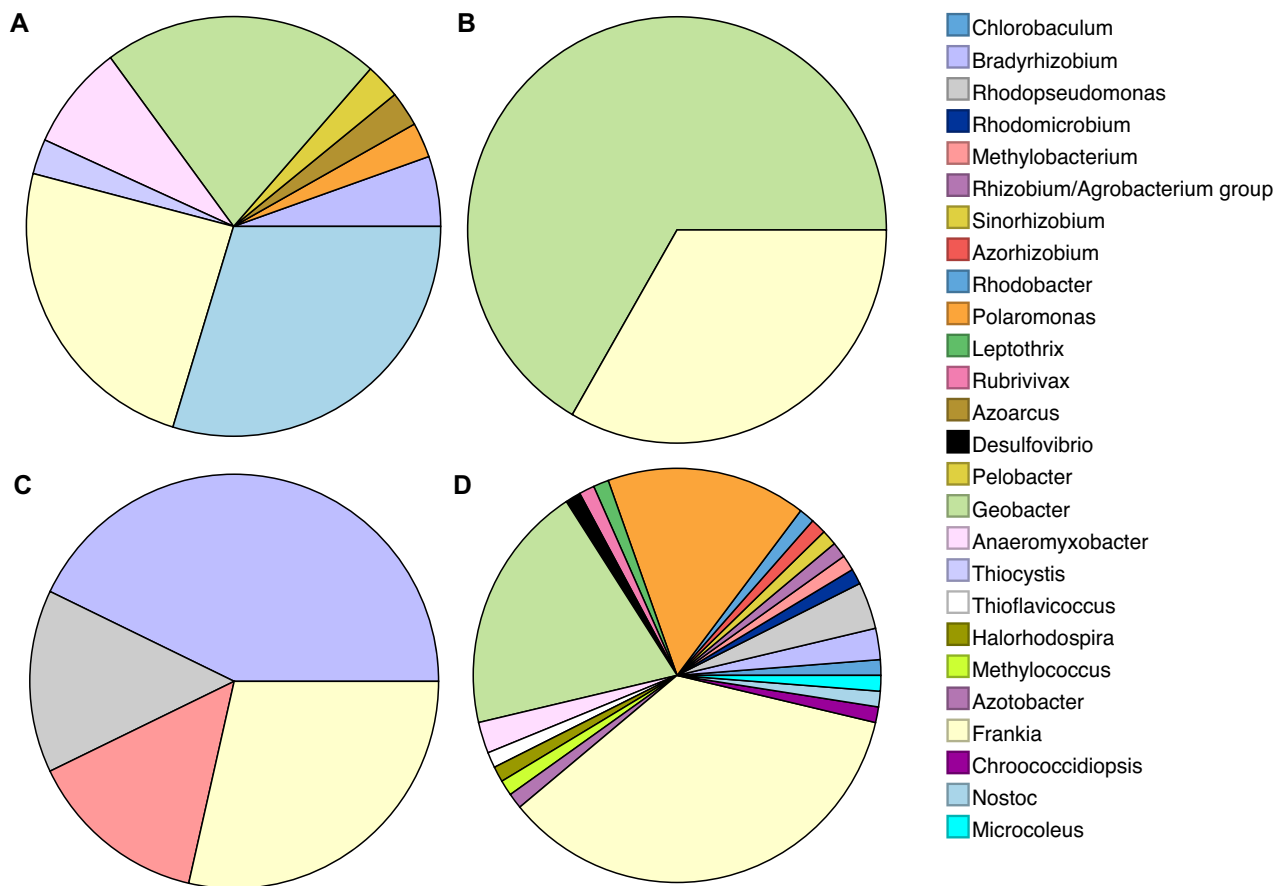 A
B
C
D
Chlorobaculum
Bradyrhizobium
Rhodopseudomonas
Rhodomicrobium
Methylobacterium
Rhizobium/Agrobacterium group
Sinorhizobium
Azorhizobium
Rhodobacter
Polaromonas
Leptothrix
Rubrivivax
Azoarcus
Desulfovibrio
Pelobacter
Geobacter
Anaeromyxobacter
Thiocystis
Thioflavicoccus
Halorhodospira
Methylococcus
Azotobacter
Frankia
Chroococcidiopsis
Nostoc
Microcoleus